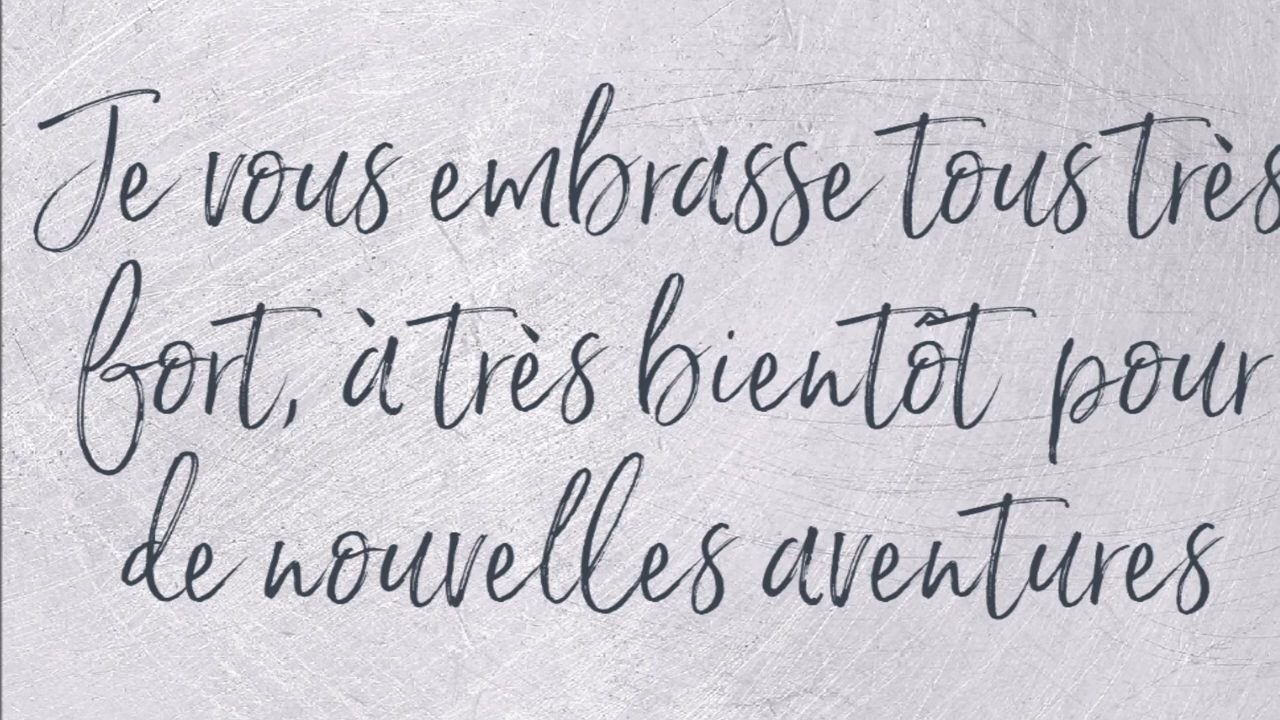 Je vous embrasse tous très
fort, à très bientôt pour
de nouvelles aventures